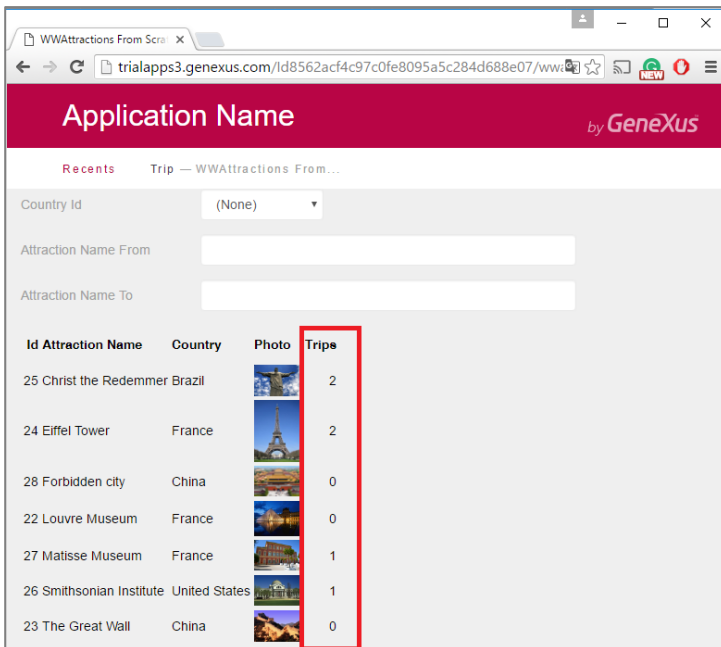 WWAttractions From Scra
trialapps3.genexus.com/Id8562acf4c97c0fe8095a5c284d688e07/wwa
NEW
Application Name
by GeneXus
Recents Trip — WWAttractions From...
Country Id (None)
Attraction Name From
Attraction Name To
Id Attraction Name Country Photo Trips
25 Christ the Redemmer Brazil 2
24 Eiffel Tower France 2
28 Forbidden city China 0
22 Louvre Museum France 0
27 Matisse Museum France 1
26 Smithsonian Institute United States 1
23 The Great Wall China 0